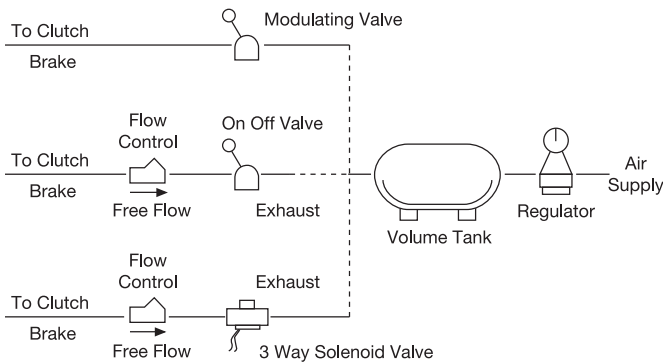 To Clutch
Brake
Modulating Valve
Flow
Control
On Off Valve
To Clutch
Brake
Free Flow
Exhaust
Volume Tank
Regulator
Air
Supply
Flow
Control
Exhaust
To Clutch
Brake
Free Flow
3 Way Solenoid Valve